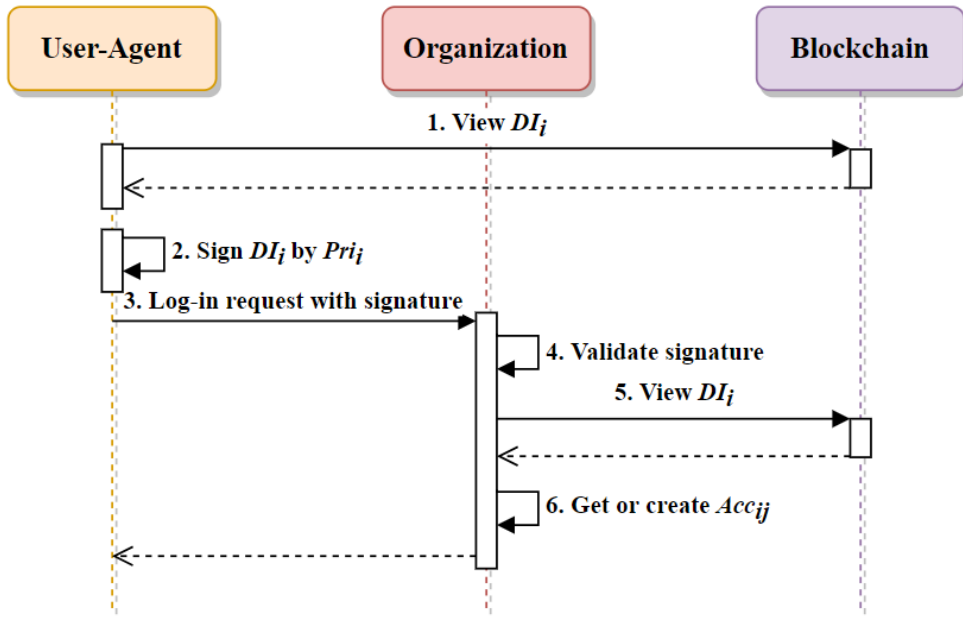 User-Agent
Organization
Blockchain
1. View DIi
2. Sign DIi by Prii
3. Log-in request with signature
4. Validate signature
5. View DIi
6. Get or create Accij